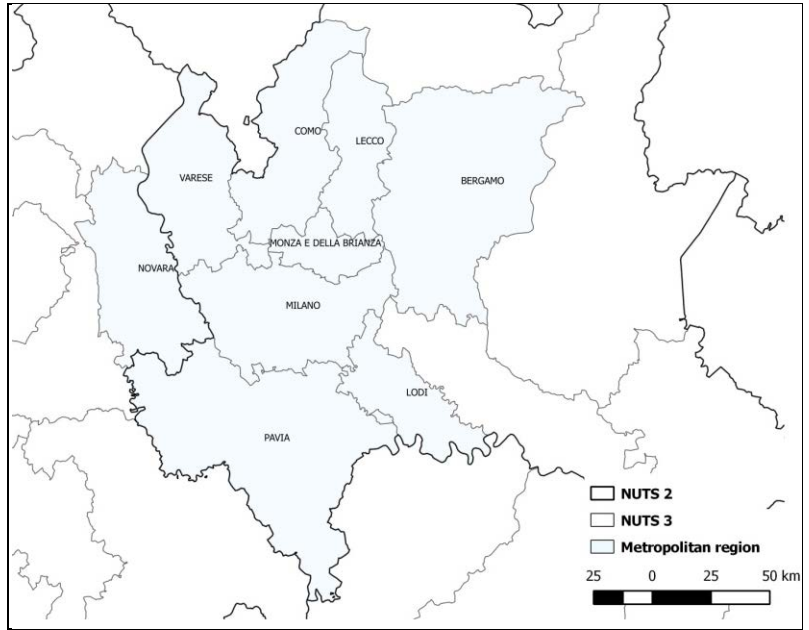 COMO
LECCO
VARESE
BERGAMO
MONZA E DELLA BRIANZA
NOVARA
MILANO
LODI
PAVIA
NUTS 2
NUTS 3
Metropolitan region
25 0 25 50 km